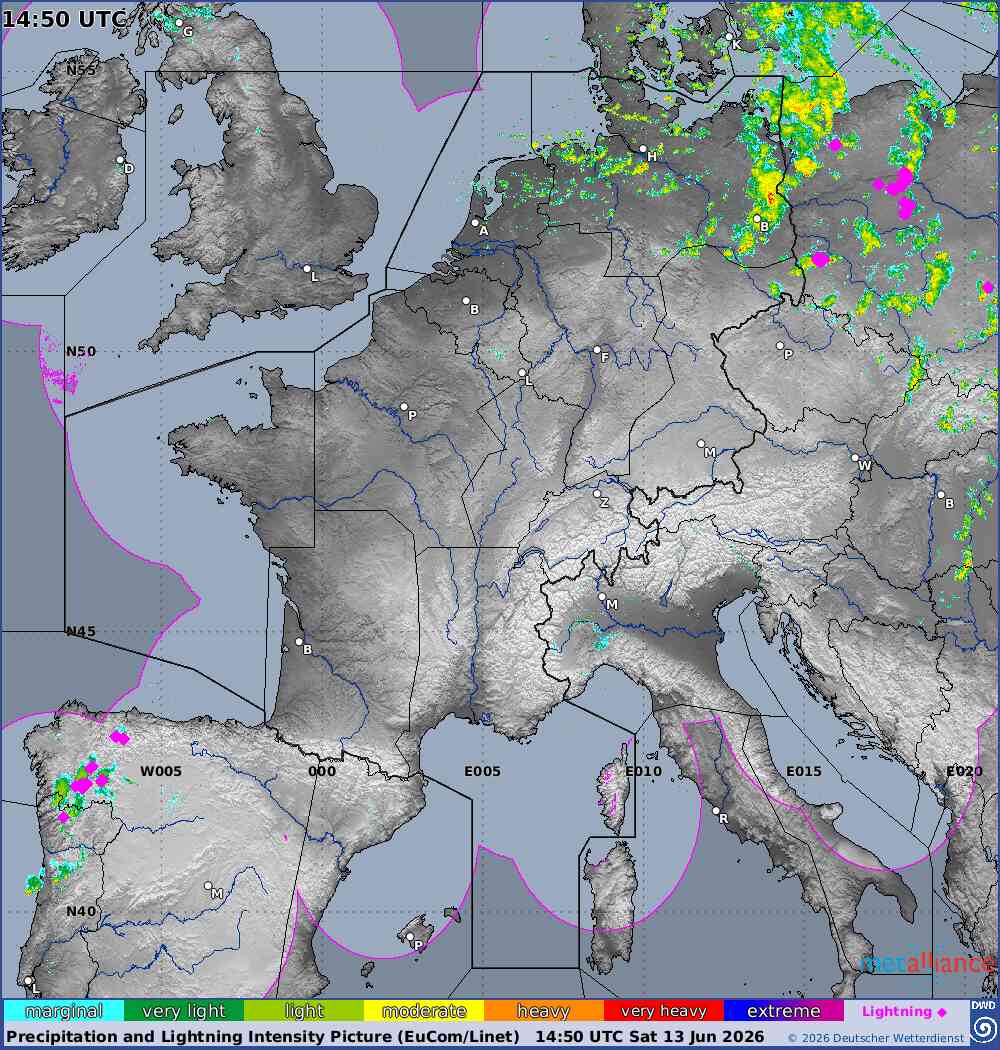 14:50 UTC
G
K
N55
D
H
A
B
L
B
N50
F
P
L
P
M
W
Z
B
M
N45
B
W005
000
E005
E010
E015
E020
R
M
N40
P
metalliance
L
marginal
very light
light
moderate
heavy
very heavy
extreme
Lightning
DWD
Precipitation and Lightning Intensity Picture (EuCom/Linet) 14:50 UTC Sat 13 Jun 2026 © 2026 Deutscher Wetterdienst